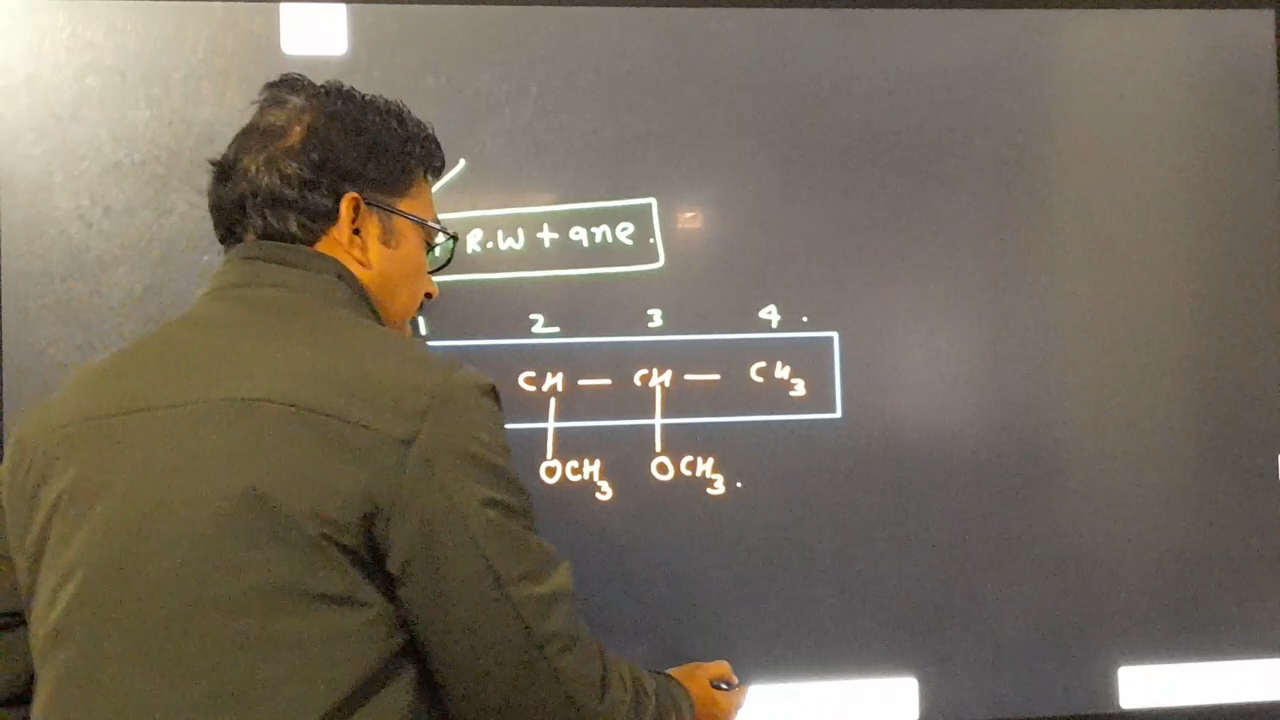 R.W + ane.
1 2 3 4.
CH — CH — CH3
OCH3 OCH3.